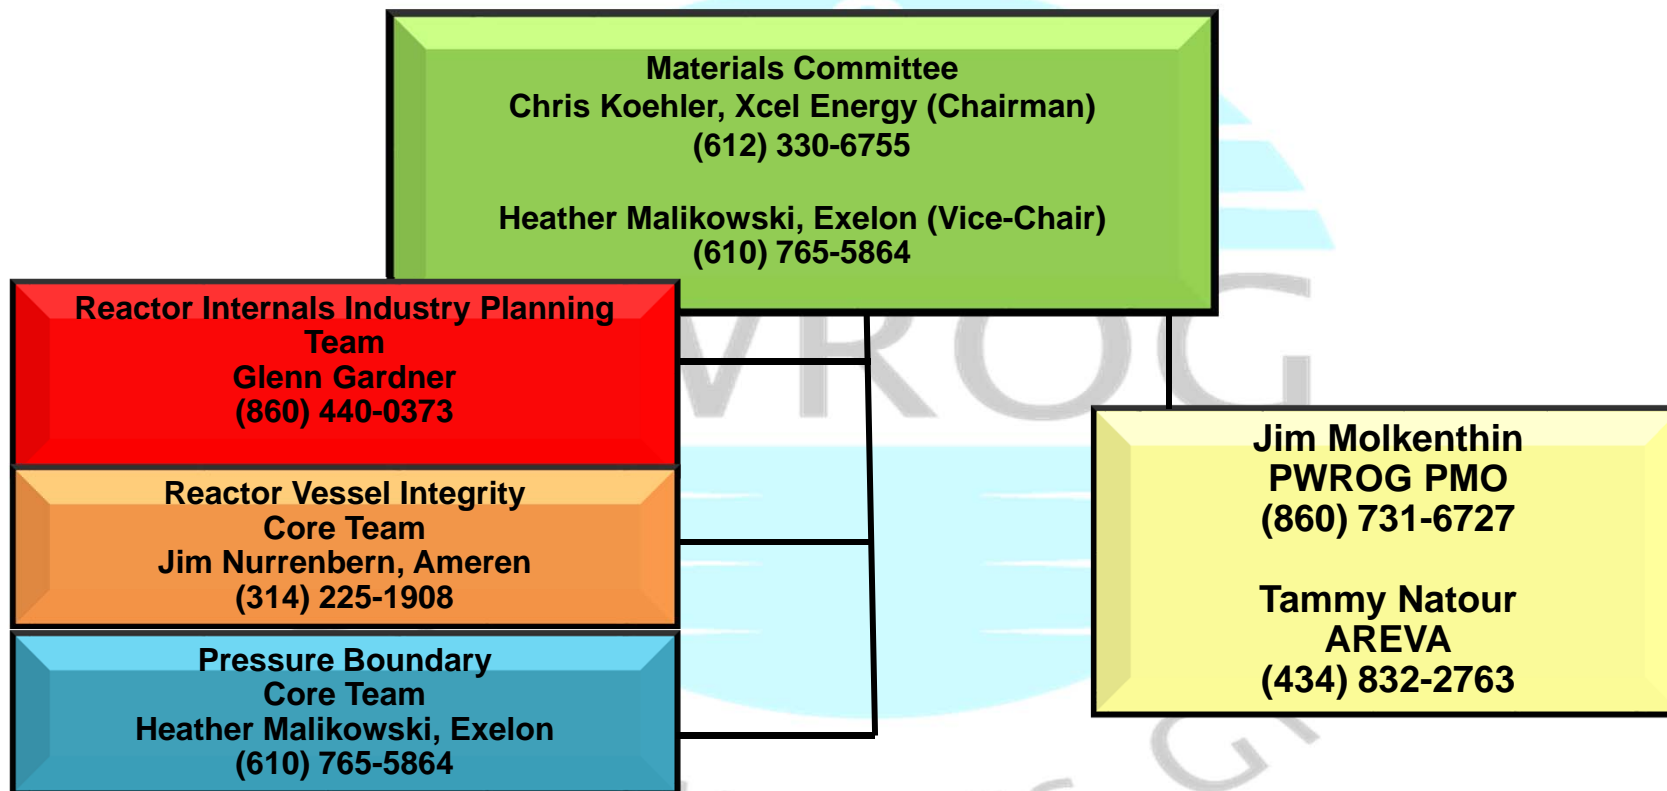 Materials Committee
Chris Koehler, Xcel Energy (Chairman)
(612) 330-6755
Heather Malikowski, Exelon (Vice-Chair)
(610) 765-5864
Reactor Internals Industry Planning
Team
Glenn Gardner
(860) 440-0373
Reactor Vessel Integrity
Core Team
Jim Nurrenbern, Ameren
(314) 225-1908
Pressure Boundary
Core Team
Heather Malikowski, Exelon
(610) 765-5864
Jim Molkenthin
PWROG PMO
(860) 731-6727
Tammy Natour
AREVA
(434) 832-2763
WROG